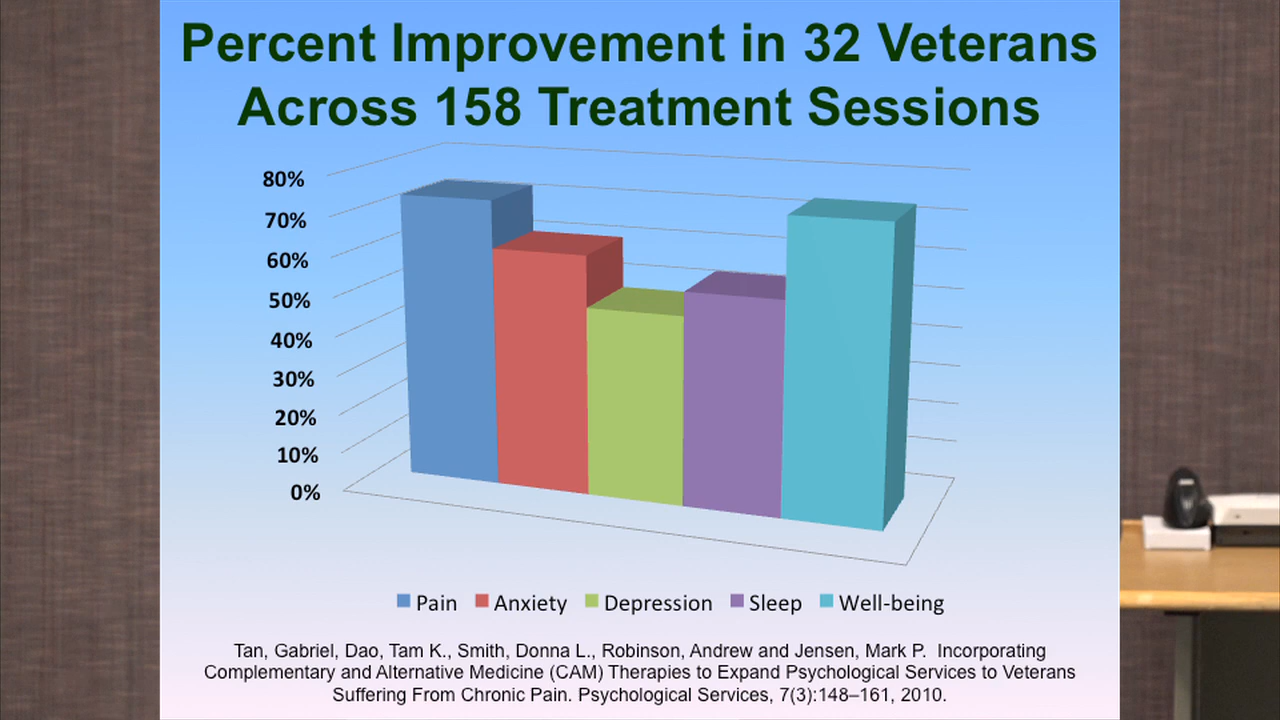 Percent Improvement in 32 Veterans
Across 158 Treatment Sessions
80%
70%
60%
50%
40%
30%
20%
10%
0%
Pain Anxiety Depression Sleep Well-being
Tan, Gabriel, Dao, Tam K., Smith, Donna L., Robinson, Andrew and Jensen, Mark P. Incorporating
Complementary and Alternative Medicine (CAM) Therapies to Expand Psychological Services to Veterans
Suffering From Chronic Pain. Psychological Services, 7(3):148–161, 2010.